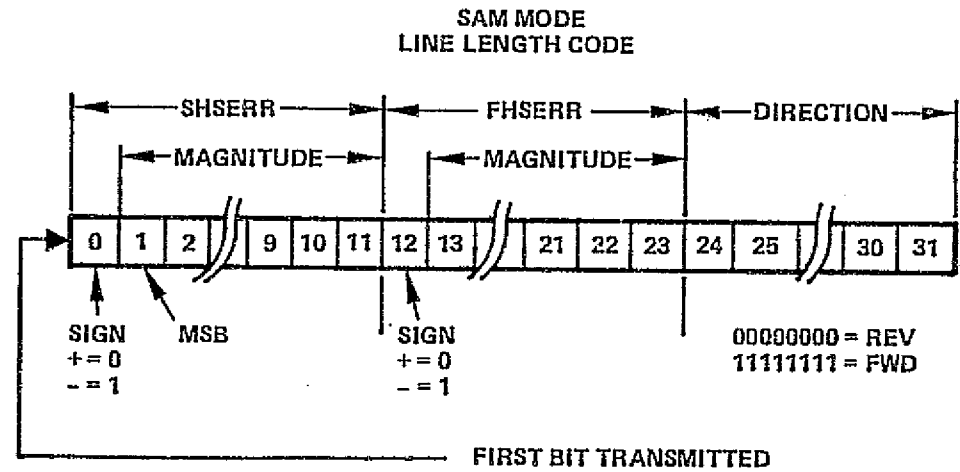 SAM MODE
LINE LENGTH CODE
SHSERR FHSERR DIRECTION
MAGNITUDE MAGNITUDE
0 1 2 9 10 11 12 13 21 22 23 24 25 30 31
SIGN MSB SIGN 00000000 = REV
+ = 0 + = 0 11111111 = FWD
- = 1 - = 1
FIRST BIT TRANSMITTED